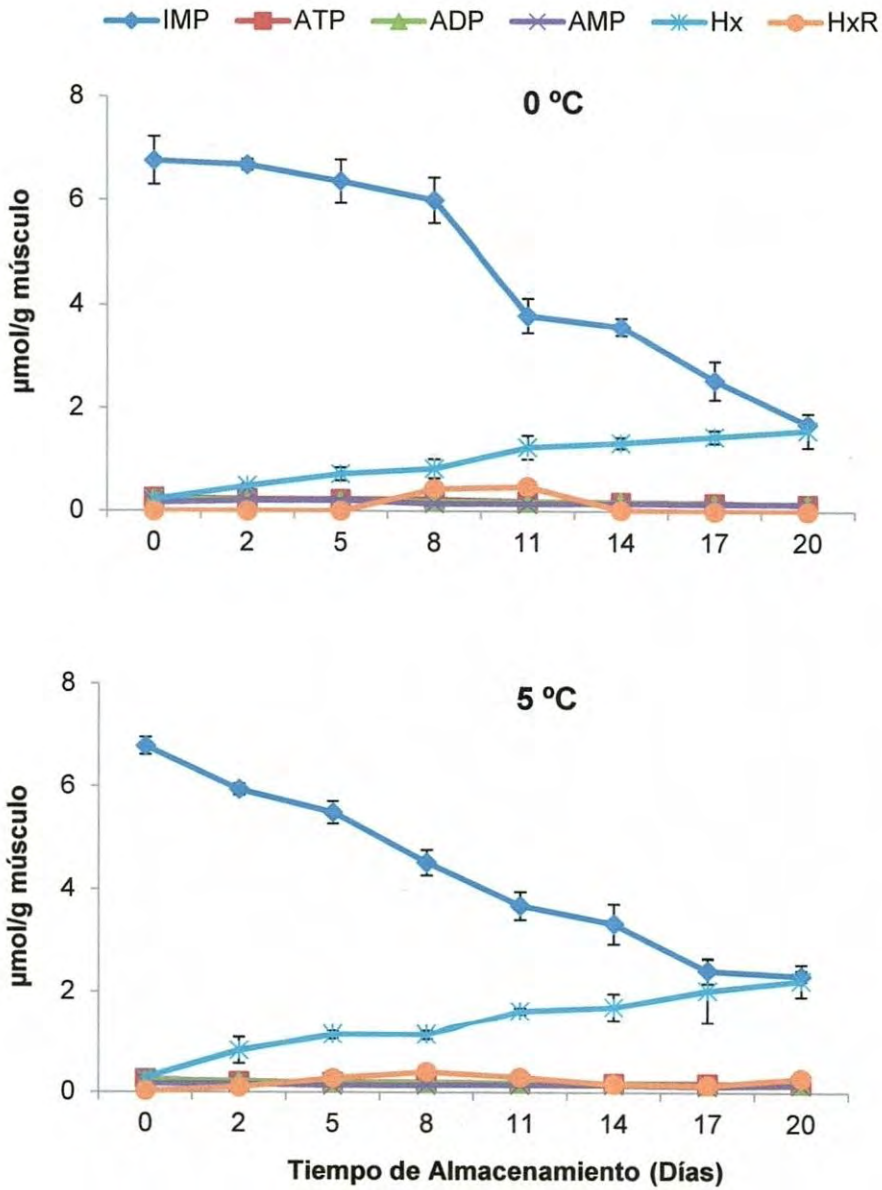 IMP ATP ADP AMP Hx HxR
0 ºC
µmol/g músculo
8
6
4
2
0
0 2 5 8 11 14 17 20
5 ºC
µmol/g músculo
8
6
4
2
0
0 2 5 8 11 14 17 20
Tiempo de Almacenamiento (Días)